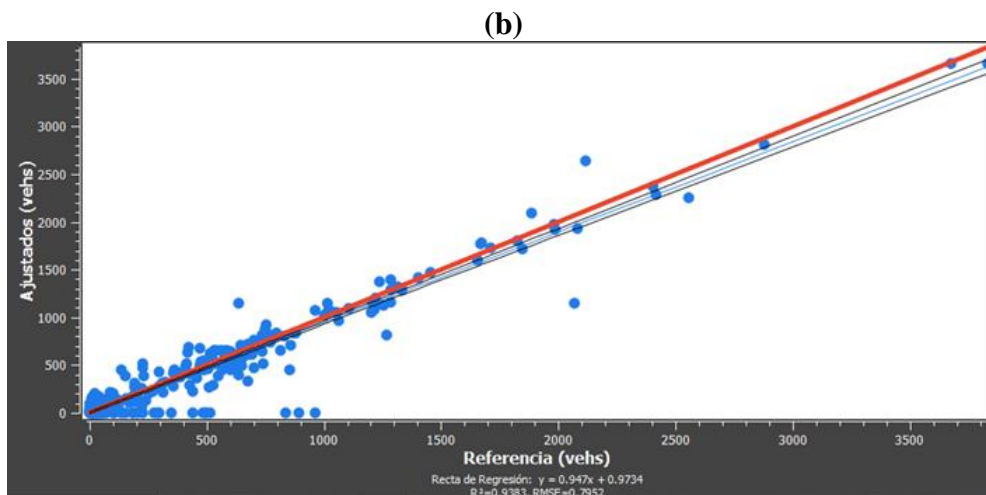 (b)
Ajustados (vehs)
3500
3000
2500
2000
1500
1000
500
0
0 500 1000 1500 2000 2500 3000 3500
Referencia (vehs)
Recta de Regresión: y = 0.947x + 0.9734
R²=0.9383, RMSE=0.7952